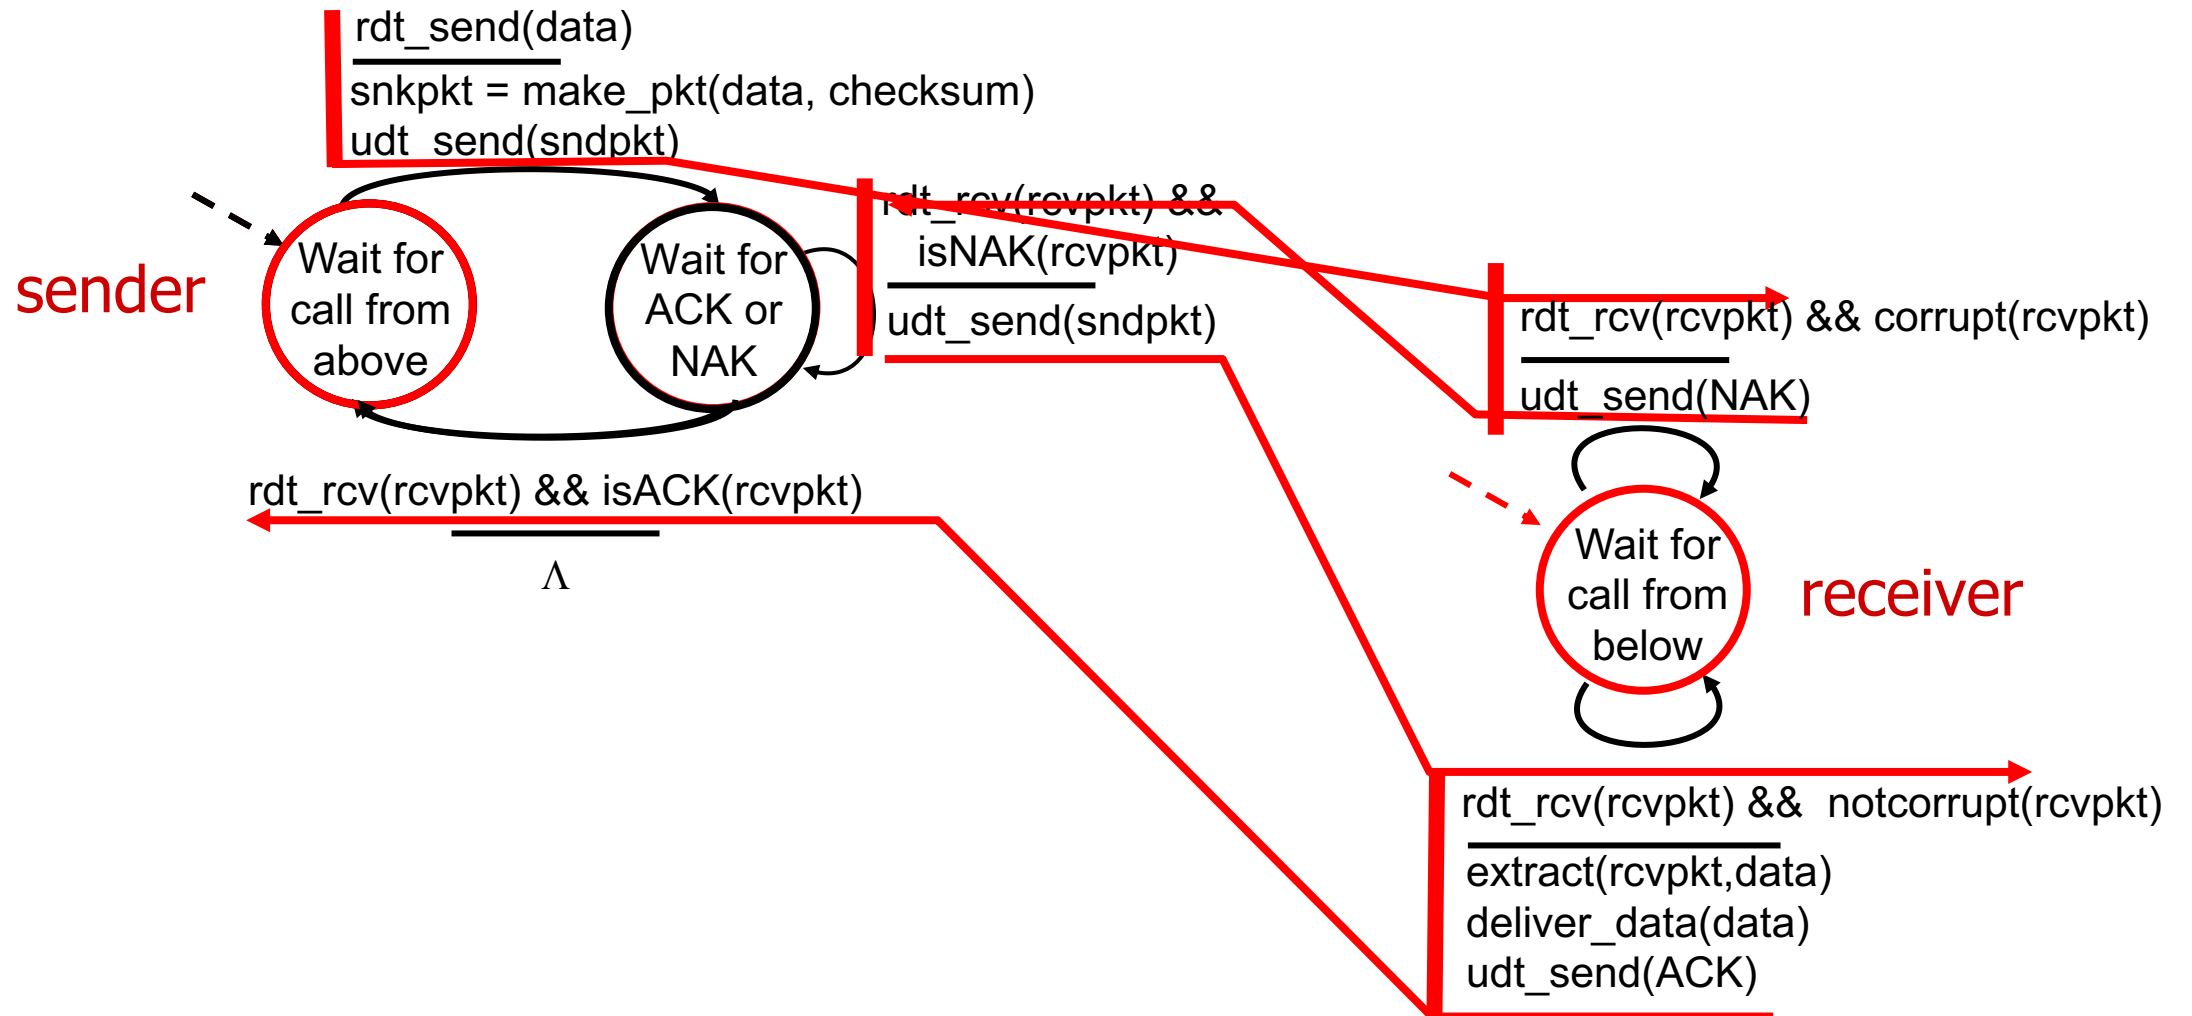 rdt_send(data)
snkpkt = make_pkt(data, checksum)
udt_send(sndpkt)
sender
Wait for
call from
above
Wait for
ACK or
NAK
rdt_rcv(rcvpkt) &&
isNAK(rcvpkt)
udt_send(sndpkt)
rdt_rcv(rcvpkt) && isACK(rcvpkt)
Λ
rdt_rcv(rcvpkt) && corrupt(rcvpkt)
udt_send(NAK)
Wait for
call from
below
receiver
rdt_rcv(rcvpkt) && notcorrupt(rcvpkt)
extract(rcvpkt,data)
deliver_data(data)
udt_send(ACK)